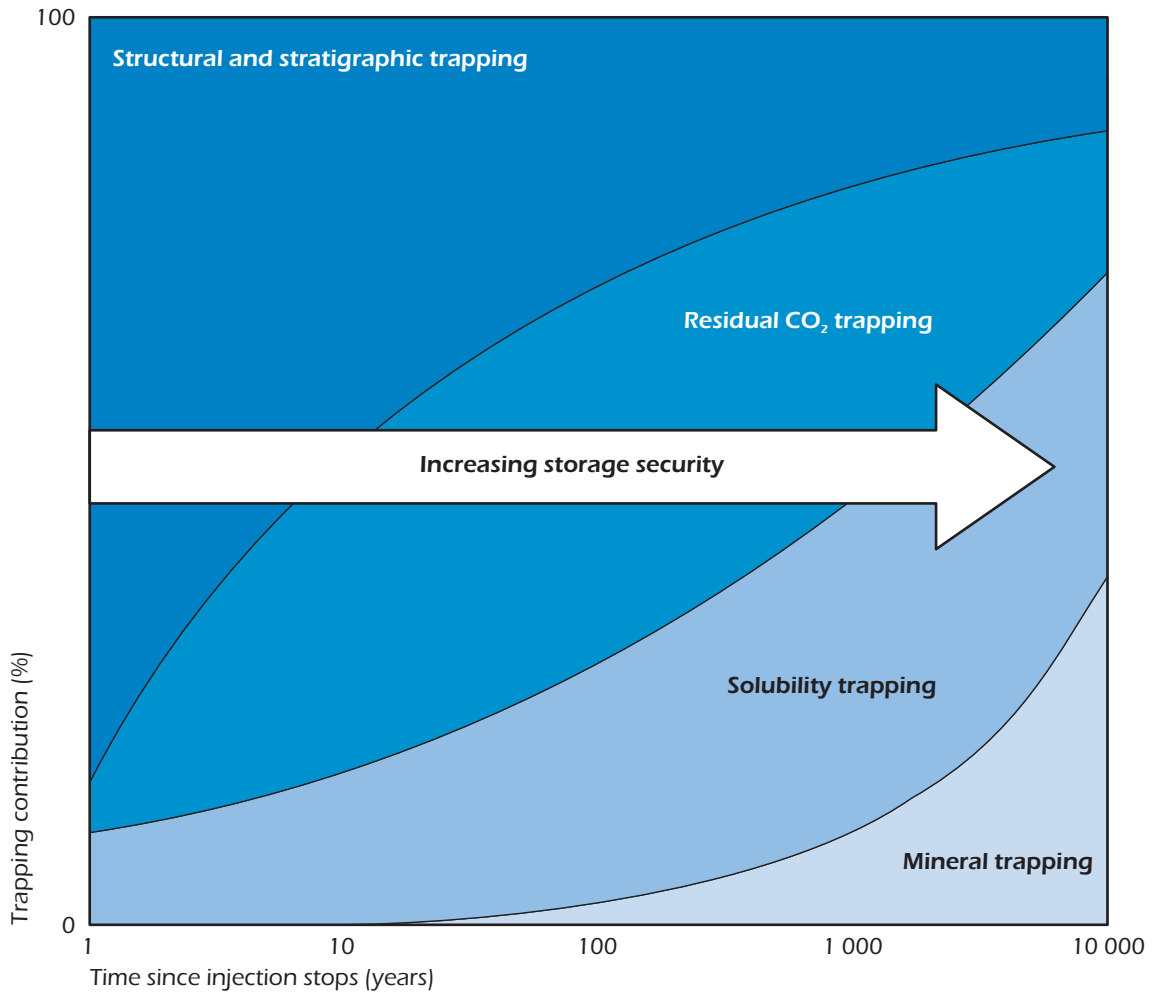 100
Structural and stratigraphic trapping
Residual CO₂ trapping
Increasing storage security
Solubility trapping
Mineral trapping
Trapping contribution (%)
0
1 10 100 1 000 10 000
Time since injection stops (years)